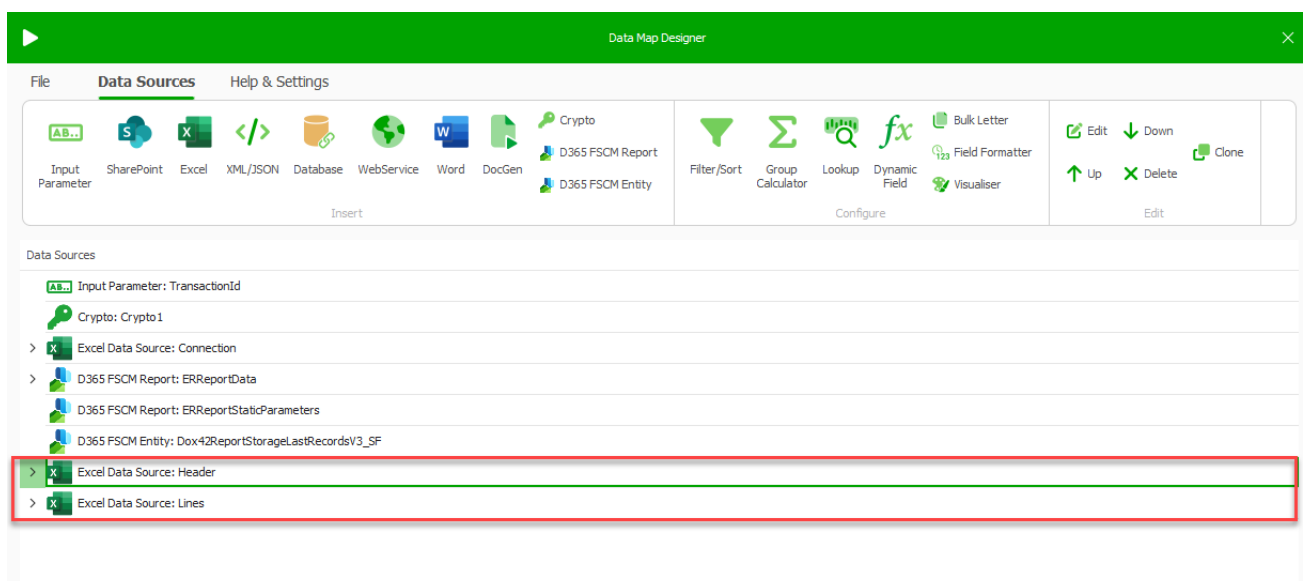 Data Map Designer
File Data Sources Help & Settings
AB..
Input Parameter
S
SharePoint
X
Excel
</>
XML/JSON
Database
WebService
W
Word
DocGen
Crypto
D365 FSCM Report
D365 FSCM Entity
Insert
Filter/Sort
Σ
Group Calculator
Lookup
fx
Dynamic Field
Bulk Letter
123
Field Formatter
Visualiser
Configure
Edit Down
Up Delete
Clone
Edit
Data Sources
AB.. Input Parameter: TransactionId
Crypto: Crypto1
X Excel Data Source: Connection
D365 FSCM Report: ERReportData
D365 FSCM Report: ERReportStaticParameters
D365 FSCM Entity: Dox42ReportStorageLastRecordsV3_SF
X Excel Data Source: Header
X Excel Data Source: Lines